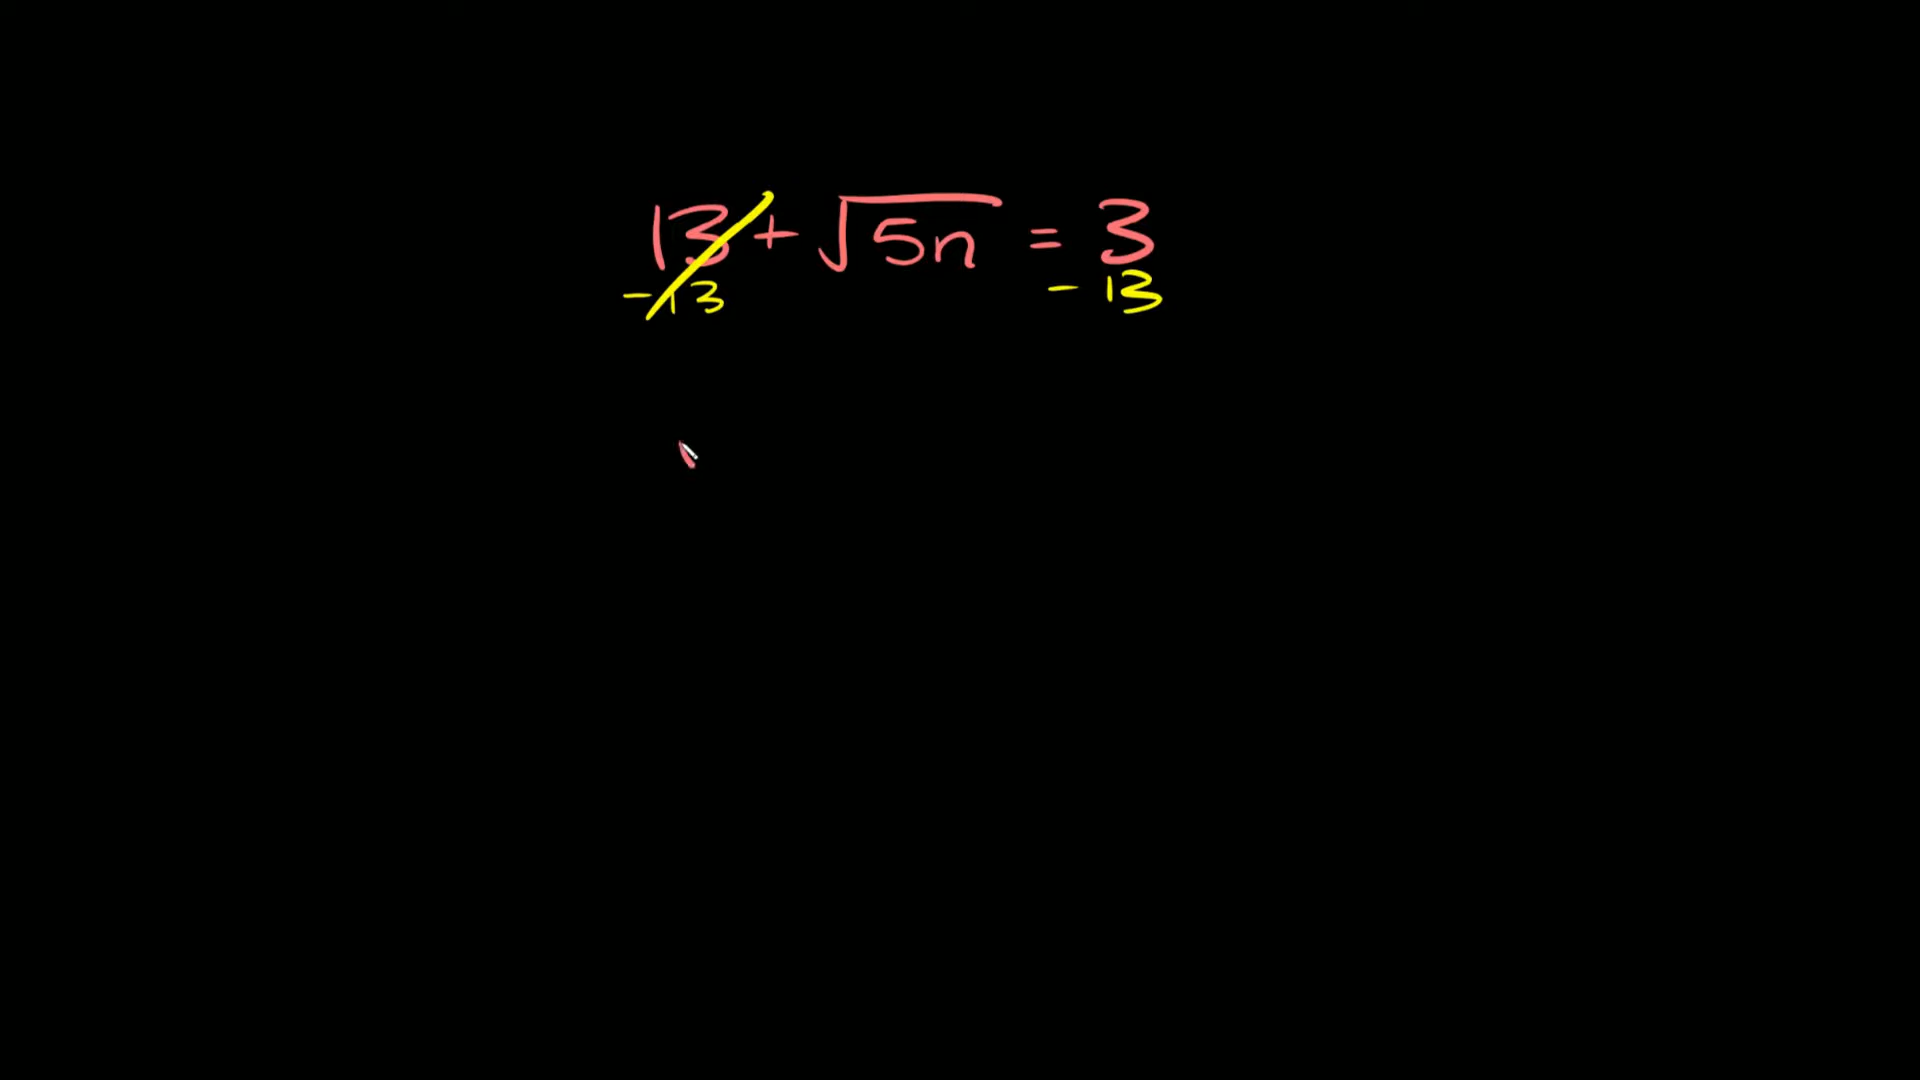 13 + √5n = 3
- 13 - 13